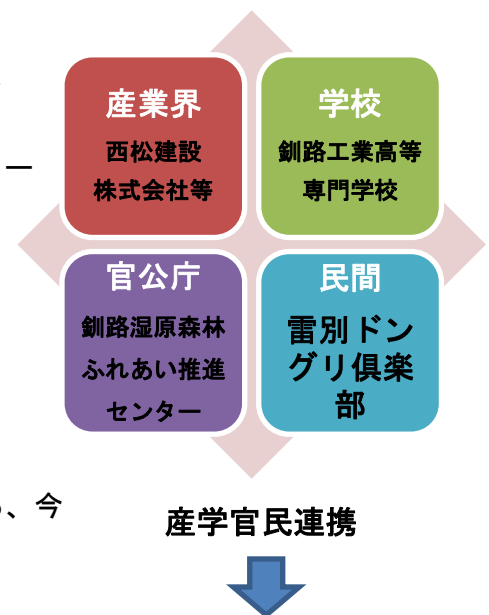 産業界
西松建設
株式会社等
学校
釧路工業高等
専門学校
官公庁
釧路湿原森林
ふれあい推進
センター
民間
雷別ドン
グリ倶楽
部
ー
、今
産学官民連携